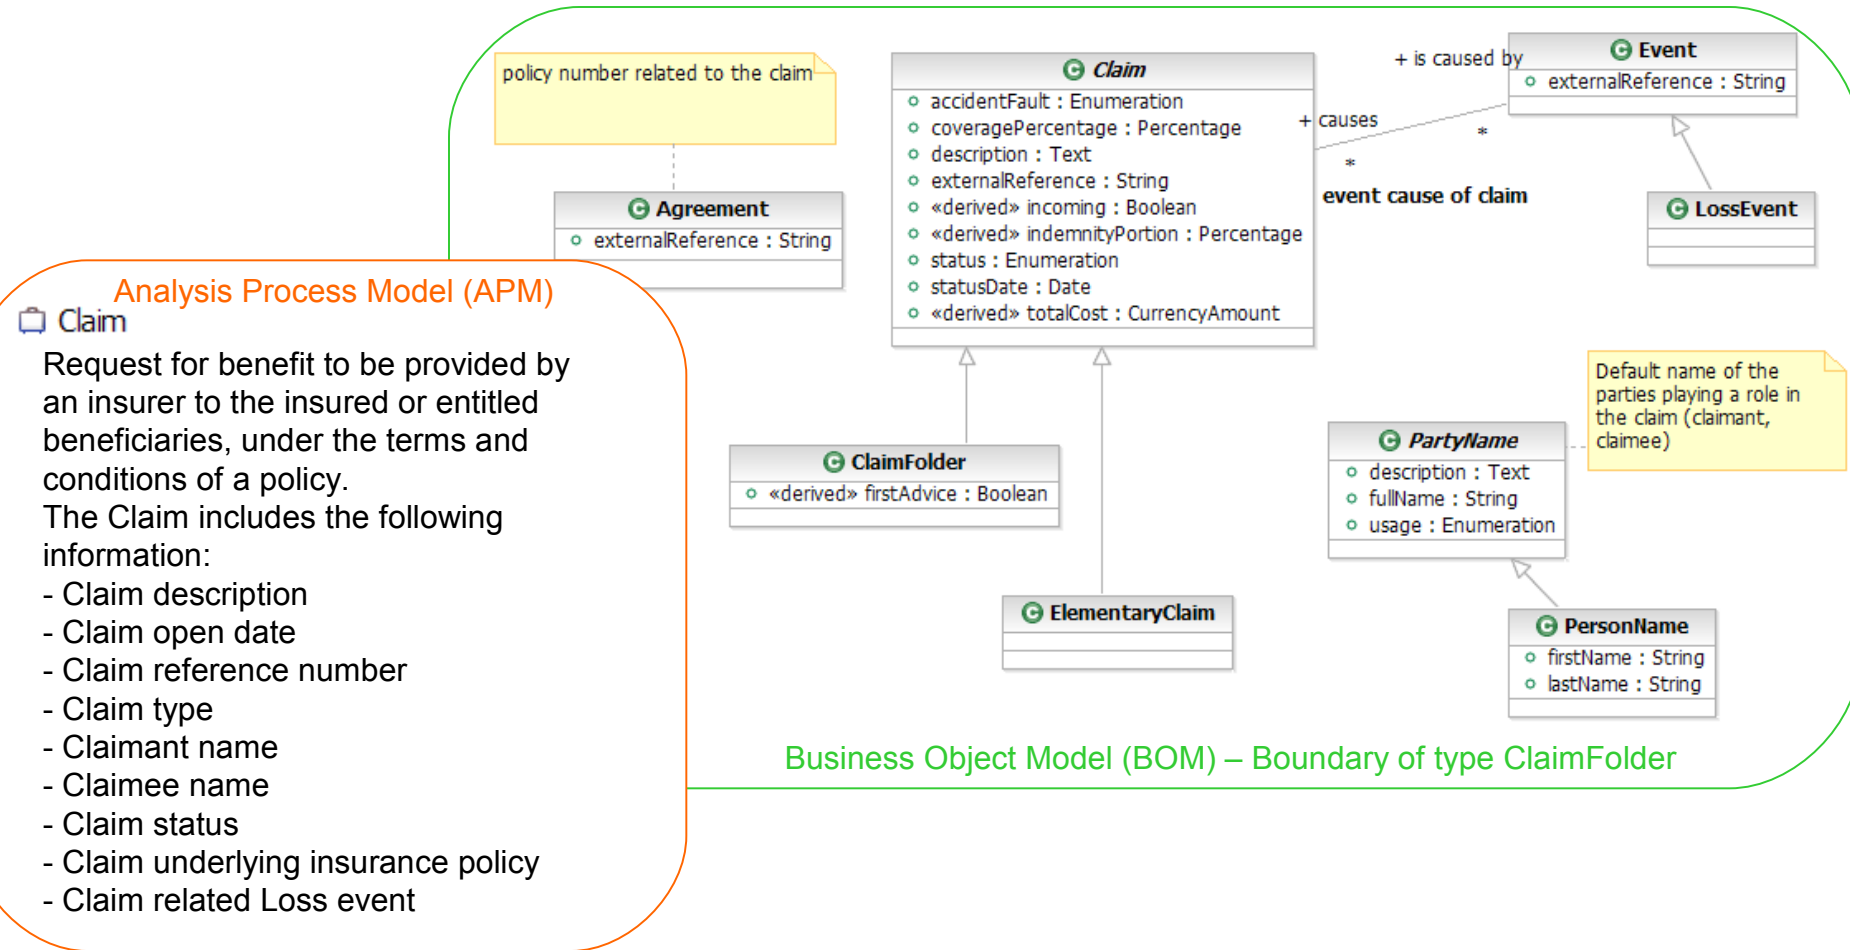 policy number related to the claim
Agreement
externalReference : String
Claim
accidentFault : Enumeration
coveragePercentage : Percentage
description : Text
externalReference : String
«derived» incoming : Boolean
«derived» indemnityPortion : Percentage
status : Enumeration
statusDate : Date
«derived» totalCost : CurrencyAmount
+ is caused by
+ causes
*
*
event cause of claim
Event
externalReference : String
LossEvent
ClaimFolder
«derived» firstAdvice : Boolean
ElementaryClaim
Default name of the
parties playing a role in
the claim (claimant,
claimee)
PartyName
description : Text
fullName : String
usage : Enumeration
PersonName
firstName : String
lastName : String
Business Object Model (BOM) – Boundary of type ClaimFolder
Analysis Process Model (APM)
Claim
Request for benefit to be provided by
an insurer to the insured or entitled
beneficiaries, under the terms and
conditions of a policy.
The Claim includes the following
information:
- Claim description
- Claim open date
- Claim reference number
- Claim type
- Claimant name
- Claimee name
- Claim status
- Claim underlying insurance policy
- Claim related Loss event